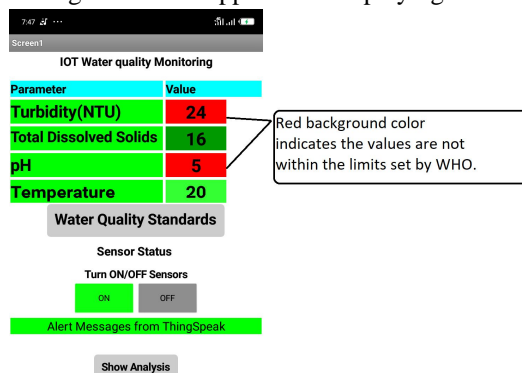 7:47
Screen1
IOT Water quality Monitoring
Parameter Value
Turbidity(NTU) 24
Total Dissolved Solids 16
pH 5
Temperature 20
Red background color
indicates the values are not
within the limits set by WHO.
Water Quality Standards
Sensor Status
Turn ON/OFF Sensors
ON OFF
Alert Messages from ThingSpeak
Show Analysis